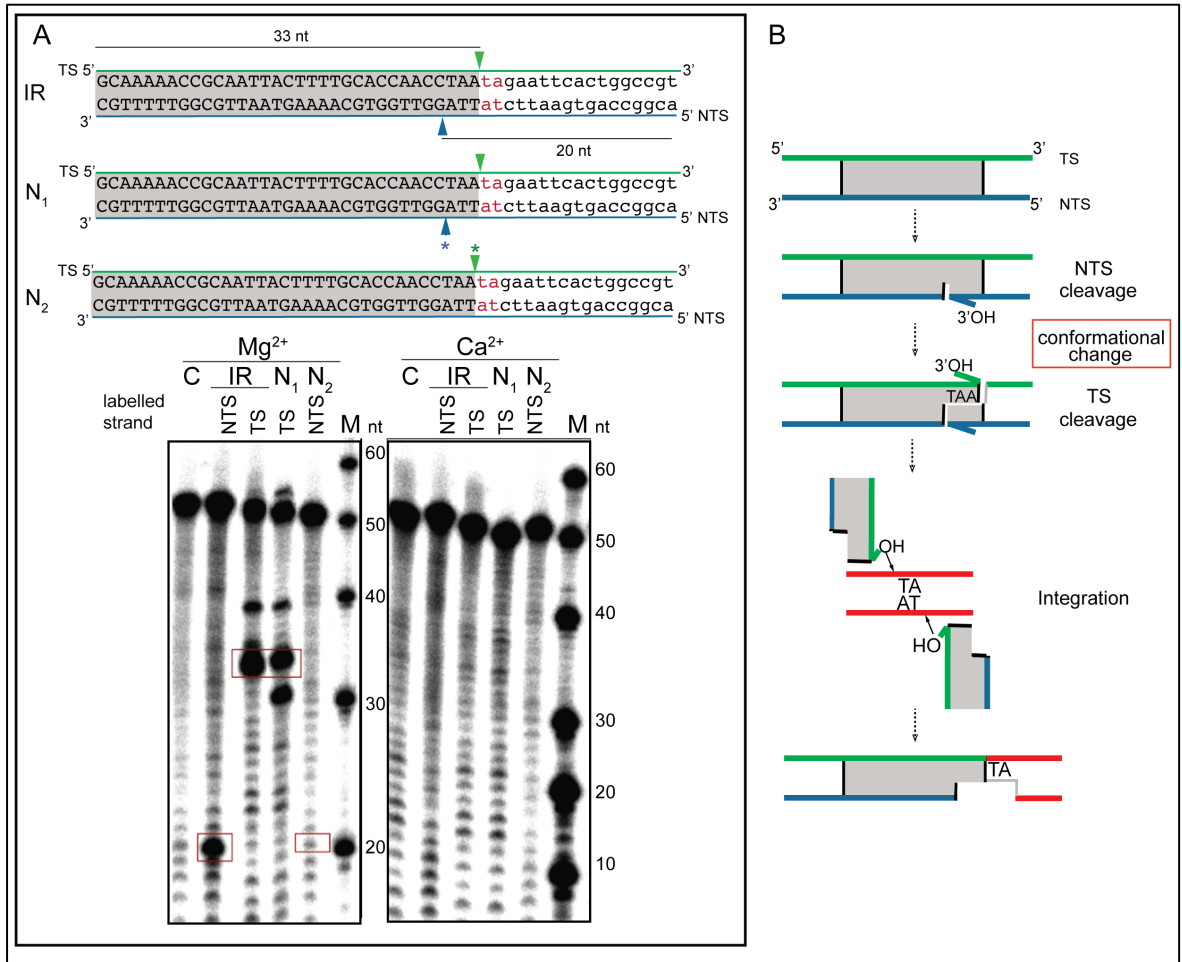 A
33 nt
TS 5’ 3’
IR
GCAAAAACCGCAATTACTTTTGCACCAACCTAAtagaattcactggccgt
CGTTTTTGGCGTTAATGAAAACGTGGTTGGATTatcttaagtgaccggca
3’ 5’ NTS
20 nt
TS 5’ 3’
N1
GCAAAAACCGCAATTACTTTTGCACCAACCTAAtagaattcactggccgt
CGTTTTTGGCGTTAATGAAAACGTGGTTGGATTatcttaagtgaccggca
3’ 5’ NTS
* *
TS 5’ 3’
N2
GCAAAAACCGCAATTACTTTTGCACCAACCTAAtagaattcactggccgt
CGTTTTTGGCGTTAATGAAAACGTGGTTGGATTatcttaagtgaccggca
3’ 5’ NTS
Mg2+
C IR N1 N2
labelled strand
NTS TS TS NTS M nt
60
50
40
30
20
Ca2+
C IR N1 N2
NTS TS TS NTS M nt
60
50
40
30
20
10
B
5’ 3’ TS
3’ 5’ NTS
NTS
cleavage
3’OH
conformational
change
3’OH
TAA
TS
cleavage
OH
TA
AT
HO
Integration
TA